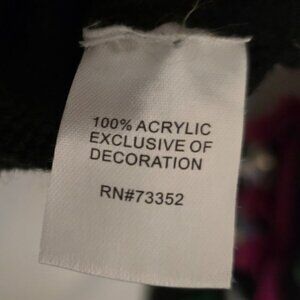 100% ACRYLIC
EXCLUSIVE OF
DECORATION
RN#73352